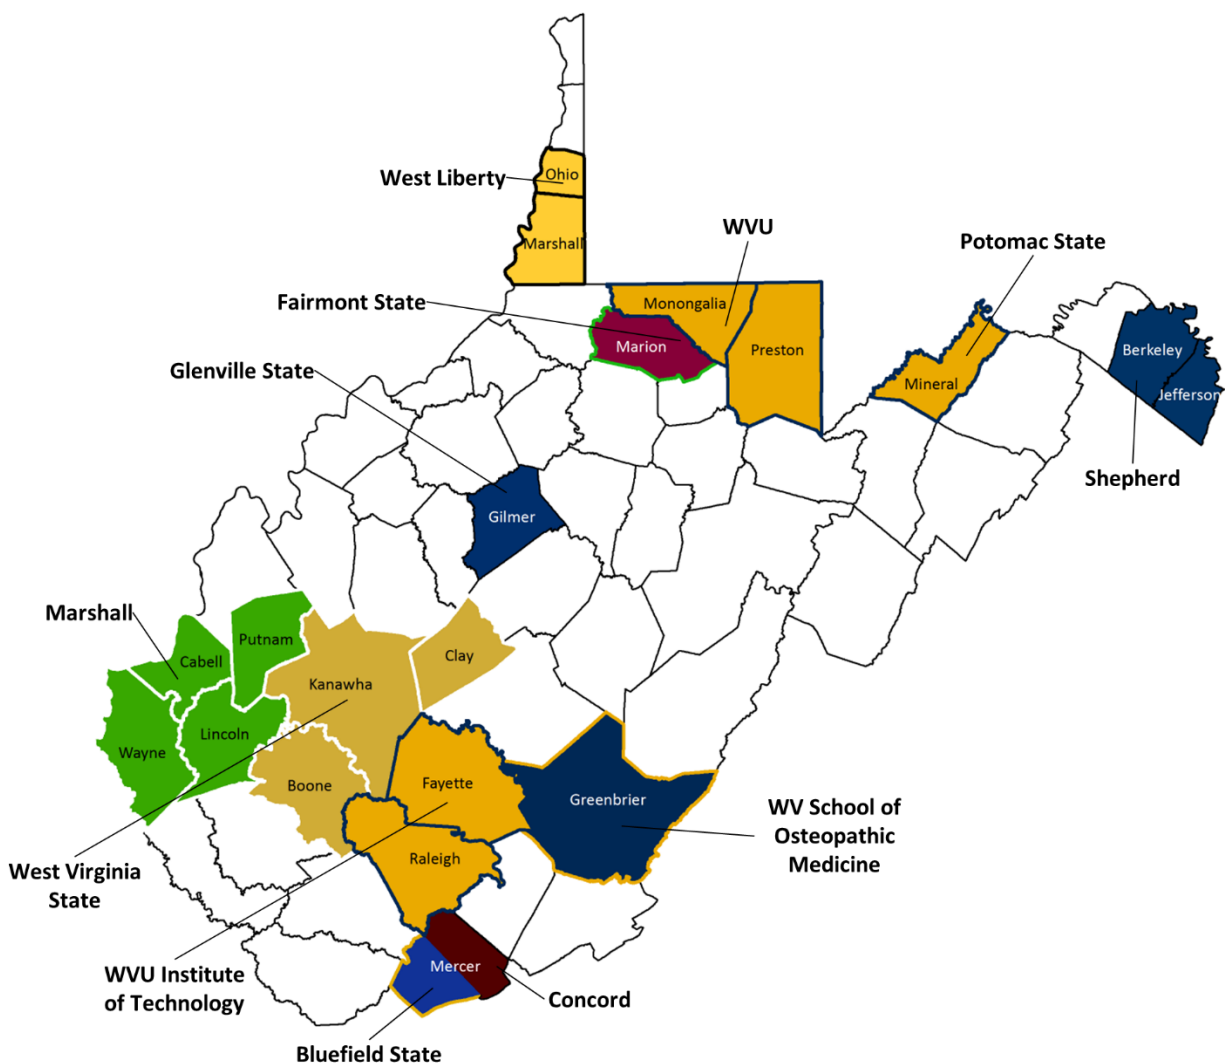 Ohio
West Liberty
Marshall
WVU
Potomac State
Fairmont State
Monongalia
Marion
Preston
Berkeley
Glenville State
Mineral
Jefferson
Shepherd
Gilmer
Marshall
Putnam
Cabell
Clay
Kanawha
Lincoln
Wayne
Boone
Fayette
Greenbrier
WV School of
Osteopathic
Medicine
Raleigh
West Virginia
State
Mercer
WVU Institute
of Technology
Concord
Bluefield State